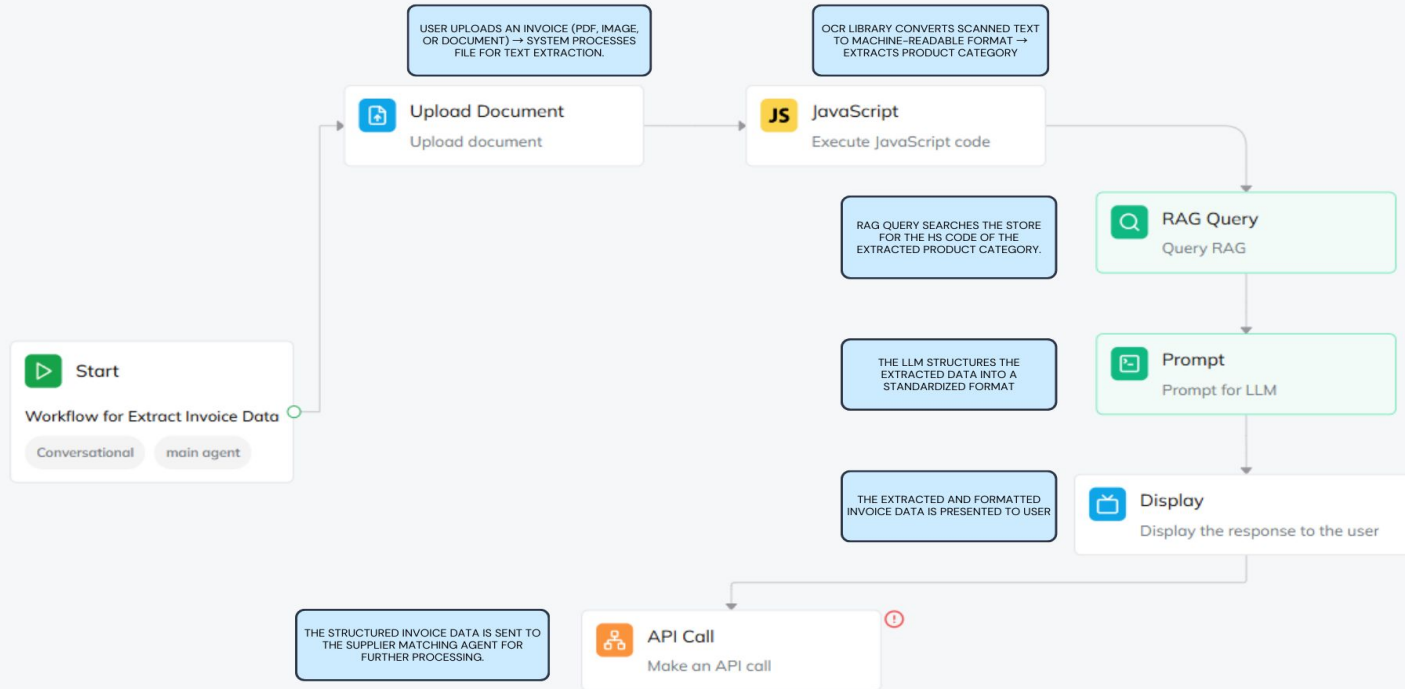 USER UPLOADS AN INVOICE (PDF, IMAGE,
OR DOCUMENT) → SYSTEM PROCESSES
FILE FOR TEXT EXTRACTION.
OCR LIBRARY CONVERTS SCANNED TEXT
TO MACHINE-READABLE FORMAT →
EXTRACTS PRODUCT CATEGORY
Upload Document
Upload document
JS
JavaScript
Execute JavaScript code
RAG QUERY SEARCHES THE STORE
FOR THE HS CODE OF THE
EXTRACTED PRODUCT CATEGORY.
RAG Query
Query RAG
Start
Workflow for Extract Invoice Data
Conversational
main agent
THE LLM STRUCTURES THE
EXTRACTED DATA INTO A
STANDARDIZED FORMAT
Prompt
Prompt for LLM
THE EXTRACTED AND FORMATTED
INVOICE DATA IS PRESENTED TO USER
Display
Display the response to the user
THE STRUCTURED INVOICE DATA IS SENT TO
THE SUPPLIER MATCHING AGENT FOR
FURTHER PROCESSING.
API Call
Make an API call